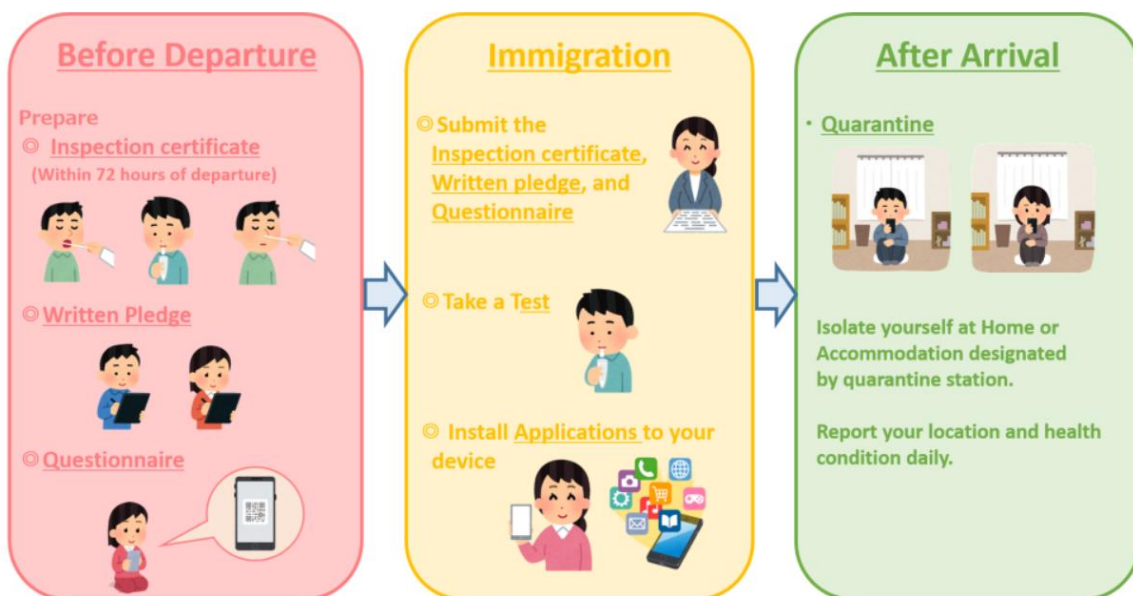 Before Departure
Prepare
◎ Inspection certificate
(Within 72 hours of departure)
◎Written Pledge
◎Questionnaire
Immigration
◎Submit the
Inspection certificate,
Written pledge, and
Questionnaire
◎Take a Test
◎ Install Applications to your
device
After Arrival
・Quarantine
Isolate yourself at Home or
Accommodation designated
by quarantine station.
Report your location and health
condition daily.